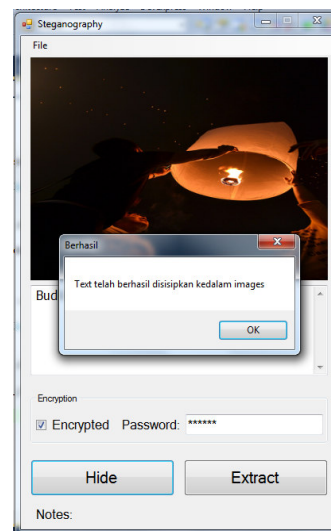 Steganography
File
Berhasil
Text telah berhasil disisipkan kedalam images
OK
Bud
Encryption
Encrypted Password: ******
Hide Extract
Notes: